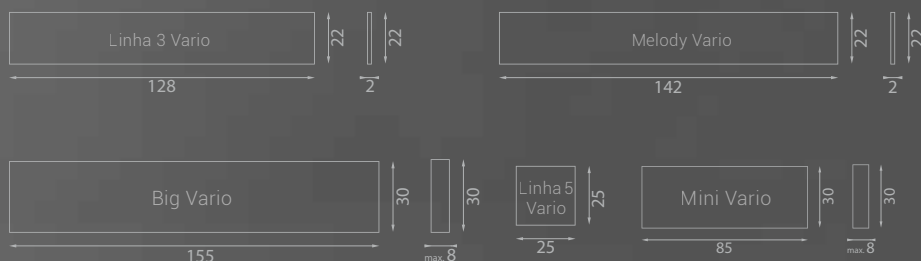 Linha 3 Vario
22
22
128
2
Melody Vario
22
22
142
2
Big Vario
30
30
155
max. 8
Linha 5
Vario
25
25
Mini Vario
30
30
85
max. 8